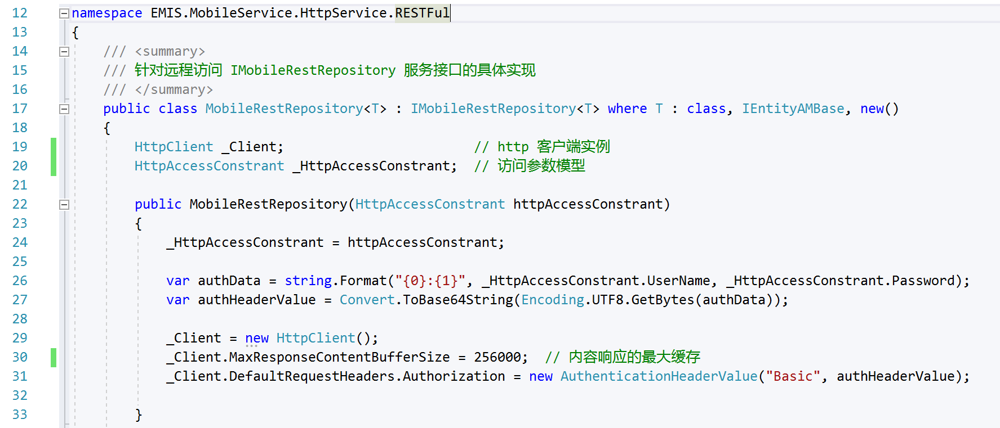 12 namespace EMIS.MobileService.HttpService.RESTFul
13 {
14 /// <summary>
15 /// 针对远程访问 IMobileRestRepository 服务接口的具体实现
16 /// </summary>
17 public class MobileRestRepository<T> : IMobileRestRepository<T> where T : class, IEntityAMBase, new()
18 {
19 HttpClient _Client; // http 客户端实例
20 HttpAccessConstrant _HttpAccessConstrant; // 访问参数模型
21
22 public MobileRestRepository(HttpAccessConstrant httpAccessConstrant)
23 {
24 _HttpAccessConstrant = httpAccessConstrant;
25
26 var authData = string.Format("{0}:{1}", _HttpAccessConstrant.UserName, _HttpAccessConstrant.Password);
27 var authHeaderValue = Convert.ToBase64String(Encoding.UTF8.GetBytes(authData));
28
29 _Client = new HttpClient();
30 _Client.MaxResponseContentBufferSize = 256000; // 内容响应的最大缓存
31 _Client.DefaultRequestHeaders.Authorization = new AuthenticationHeaderValue("Basic", authHeaderValue);
32
33 }